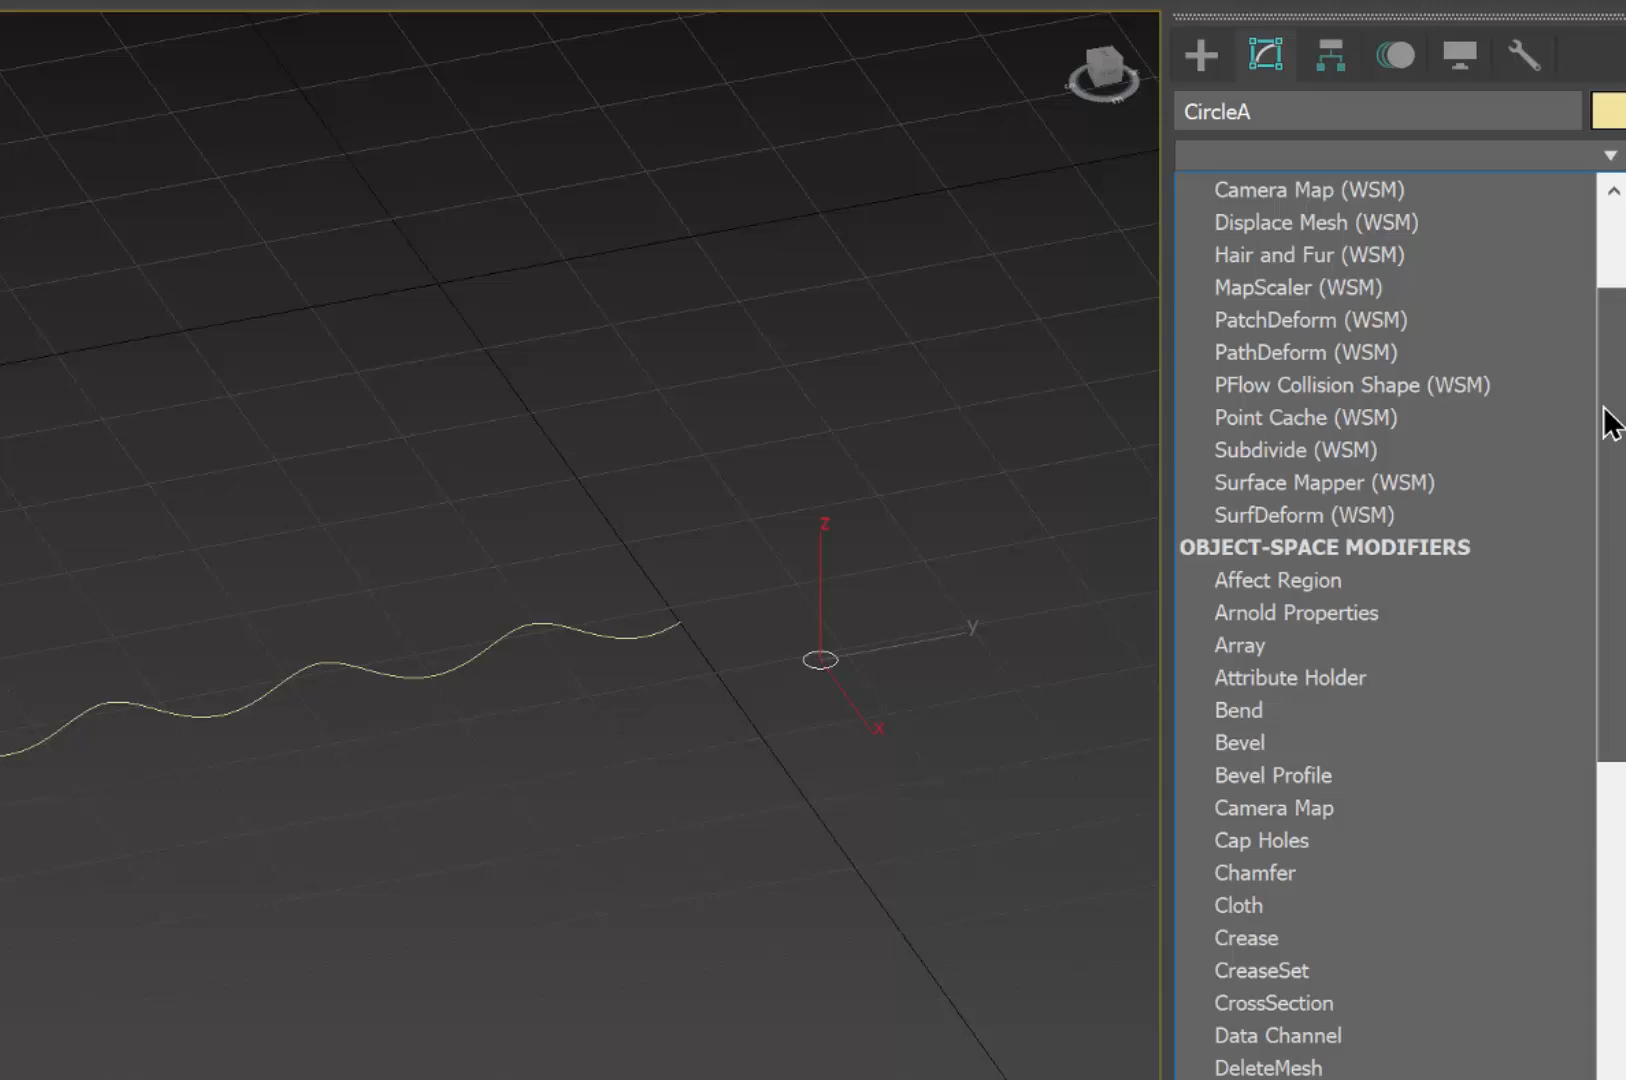 CircleA
Camera Map (WSM)
Displace Mesh (WSM)
Hair and Fur (WSM)
MapScaler (WSM)
PatchDeform (WSM)
PathDeform (WSM)
PFlow Collision Shape (WSM)
Point Cache (WSM)
Subdivide (WSM)
Surface Mapper (WSM)
SurfDeform (WSM)
OBJECT-SPACE MODIFIERS
Affect Region
Arnold Properties
Array
Attribute Holder
Bend
Bevel
Bevel Profile
Camera Map
Cap Holes
Chamfer
Cloth
Crease
CreaseSet
CrossSection
Data Channel
DeleteMesh
z
y
x